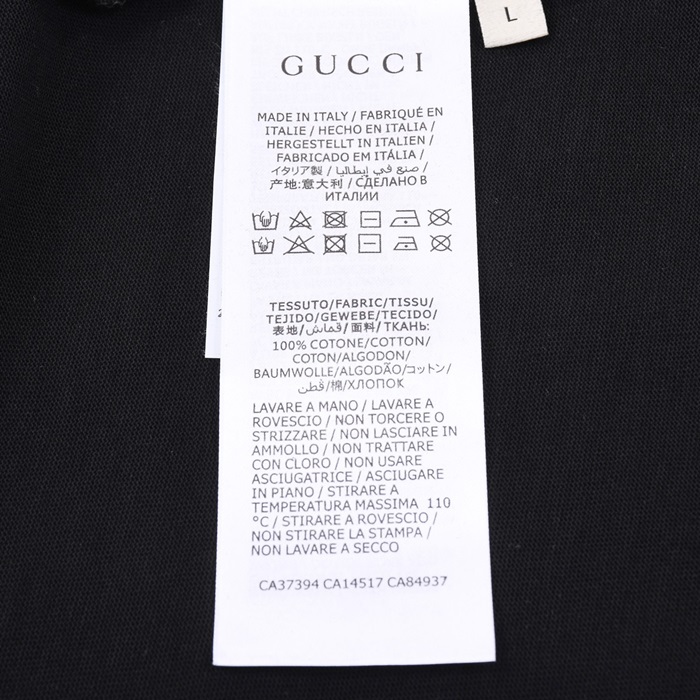 L
GUCCI
MADE IN ITALY / FABRIQUÉ EN
ITALIE / HECHO EN ITALIA /
HERGESTELLT IN ITALIEN /
FABRICADO EM ITÁLIA /
イタリア製 / صنع في إيطاليا /
产地:意大利 / СДЕЛАНО В
ИТАЛИИ
TESSUTO/FABRIC/TISSU/
TEJIDO/GEWEBE/TECIDO/
表地/قماش/面料/ТКАНЬ:
100% COTONE/COTTON/
COTON/ALGODON/
BAUMWOLLE/ALGODÃO/コットン/
قطن/棉/ХЛОПОК
LAVARE A MANO / LAVARE A
ROVESCIO / NON TORCERE O
STRIZZARE / NON LASCIARE IN
AMMOLLO / NON TRATTARE
CON CLORO / NON USARE
ASCIUGATRICE / ASCIUGARE
IN PIANO / STIRARE A
TEMPERATURA MASSIMA 110
°C / STIRARE A ROVESCIO /
NON STIRARE LA STAMPA /
NON LAVARE A SECCO
CA37394 CA14517 CA84937